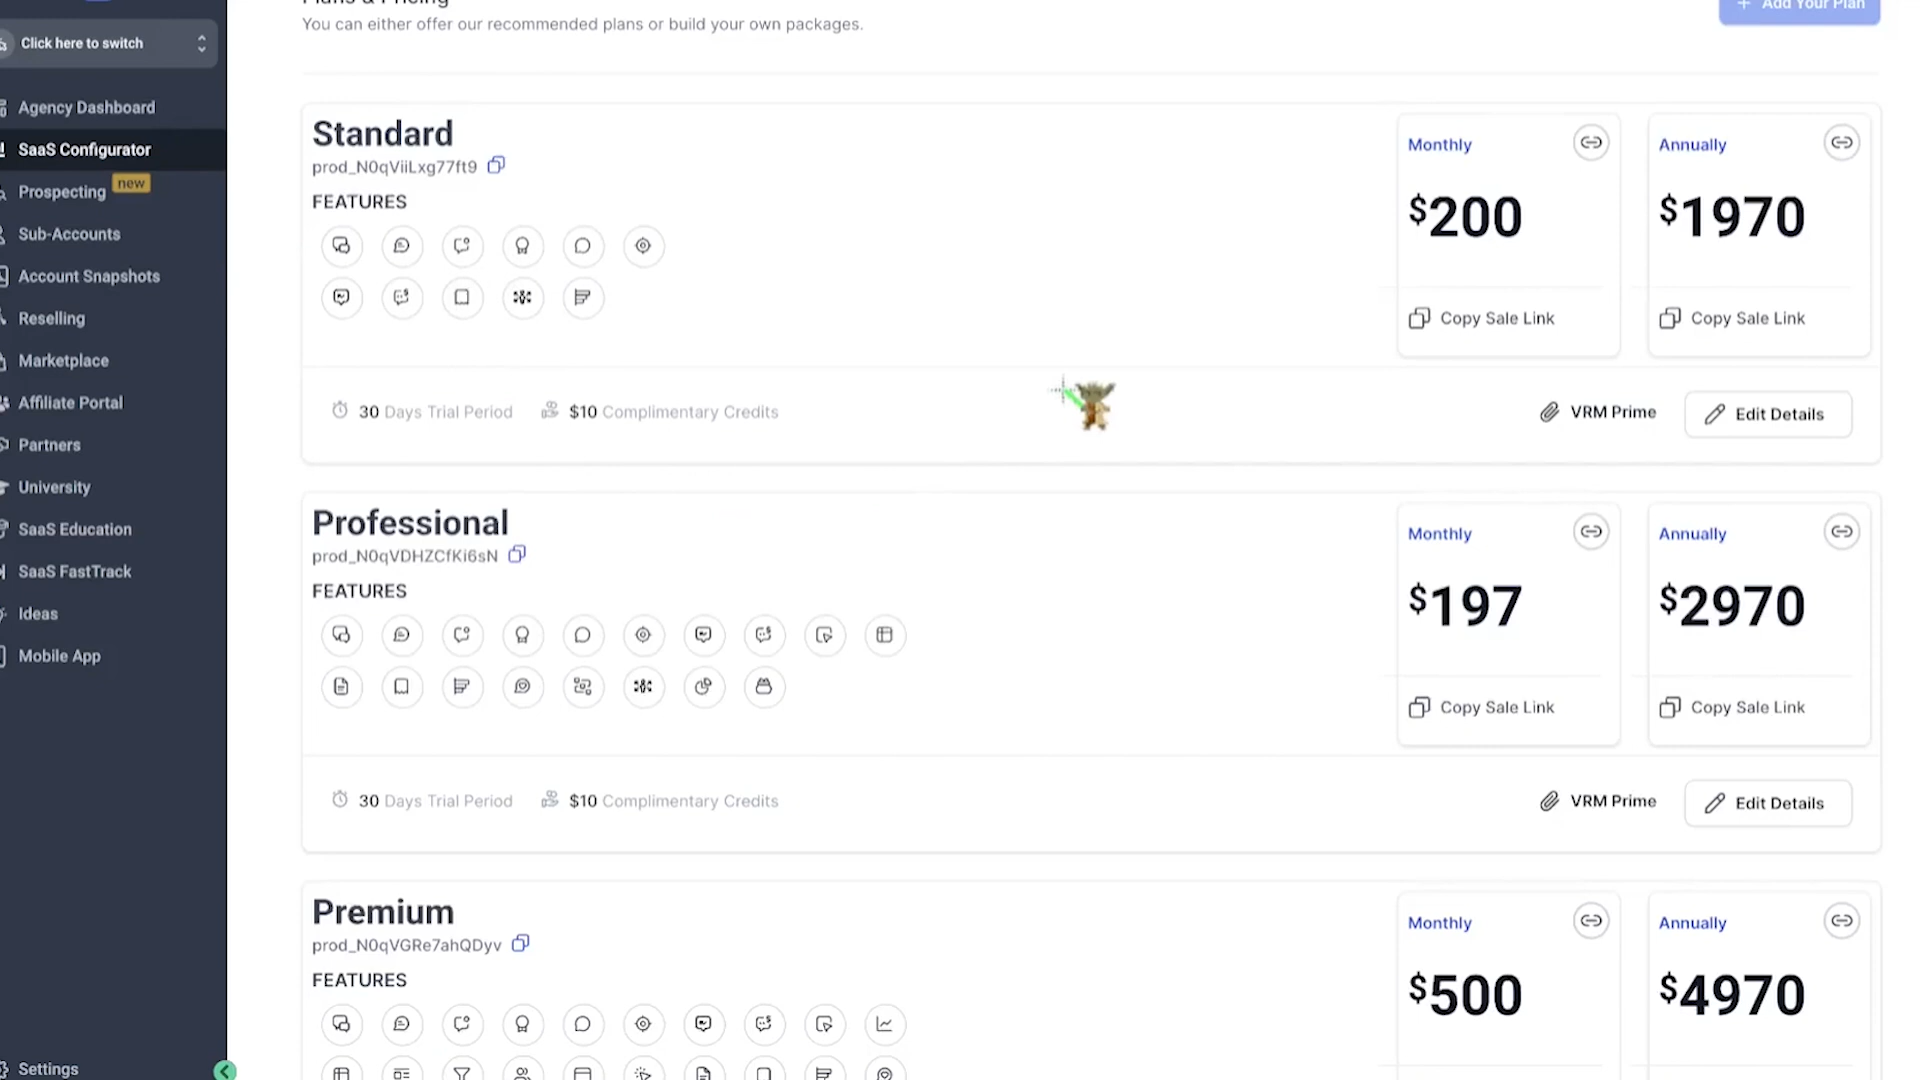 Plans & Pricing
You can either offer our recommended plans or build your own packages.
+ Add Your Plan
Click here to switch
Agency Dashboard
SaaS Configurator
Prospecting new
Sub-Accounts
Account Snapshots
Reselling
Marketplace
Affiliate Portal
Partners
University
SaaS Education
SaaS FastTrack
Ideas
Mobile App
Settings
Standard
prod_N0qViiLxg77ft9
FEATURES
Monthly
$200
Copy Sale Link
Annually
$1970
Copy Sale Link
30 Days Trial Period
$10 Complimentary Credits
VRM Prime
Edit Details
Professional
prod_N0qVDHZCfKi6sN
FEATURES
Monthly
$197
Copy Sale Link
Annually
$2970
Copy Sale Link
30 Days Trial Period
$10 Complimentary Credits
VRM Prime
Edit Details
Premium
prod_N0qVGRe7ahQDyv
FEATURES
Monthly
$500
Annually
$4970